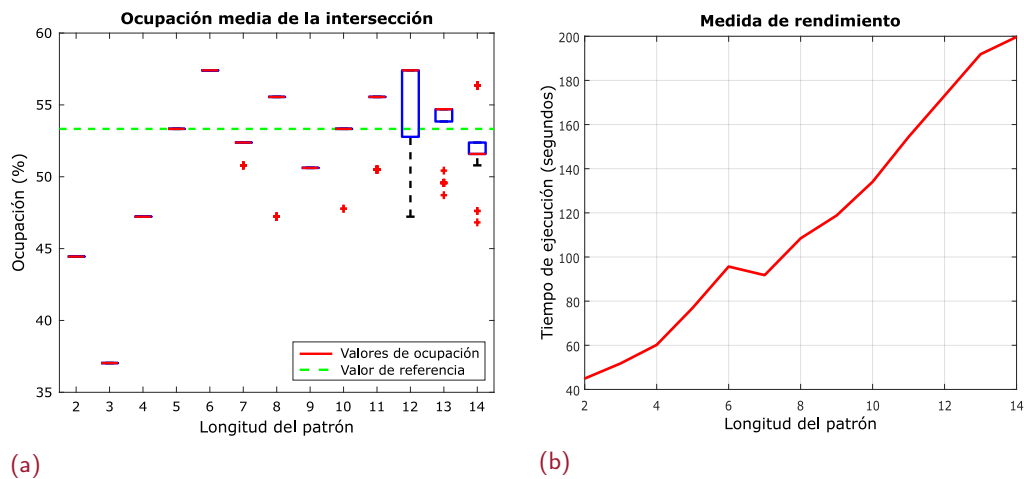 Ocupación media de la intersección
60
55
50
45
40
35
Ocupación (%)
2 3 4 5 6 7 8 9 10 11 12 13 14
Longitud del patrón
Valores de ocupación
Valor de referencia
(a)
Medida de rendimiento
200
180
160
140
120
100
80
60
40
Tiempo de ejecución (segundos)
2 4 6 8 10 12 14
Longitud del patrón
(b)